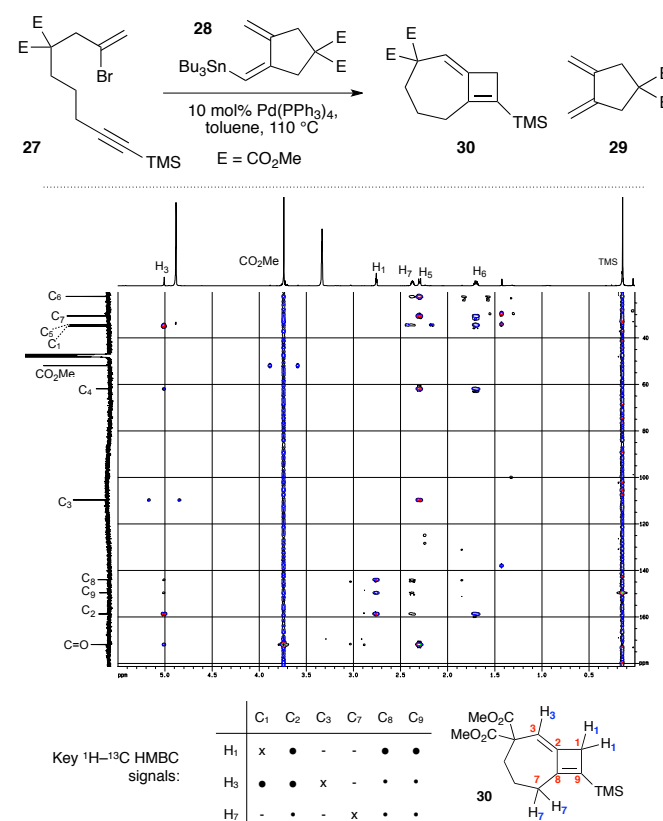 E
E
Br
TMS
27
28
Bu3Sn
E
E
10 mol% Pd(PPh3)4,
toluene, 110 °C
E = CO2Me
E
E
TMS
30
E
E
29
H3
CO2Me
H1
H7
H5
H6
TMS
C6
C7
C5
C1
CO2Me
C4
C3
C8
C9
C2
C=O
40
60
80
100
120
140
160
180
ppm
ppm
5.0
4.5
4.0
3.5
3.0
2.5
2.0
1.5
1.0
0.5
Key 1H–13C HMBC
signals:
C1 C2 C3 C7 C8 C9
H1 x • - - • •
H3 • • x - • •
H7 - • - x • •
MeO2C
MeO2C
H3
3
2
1
H1
H1
7
8
9
TMS
H7
H7
30